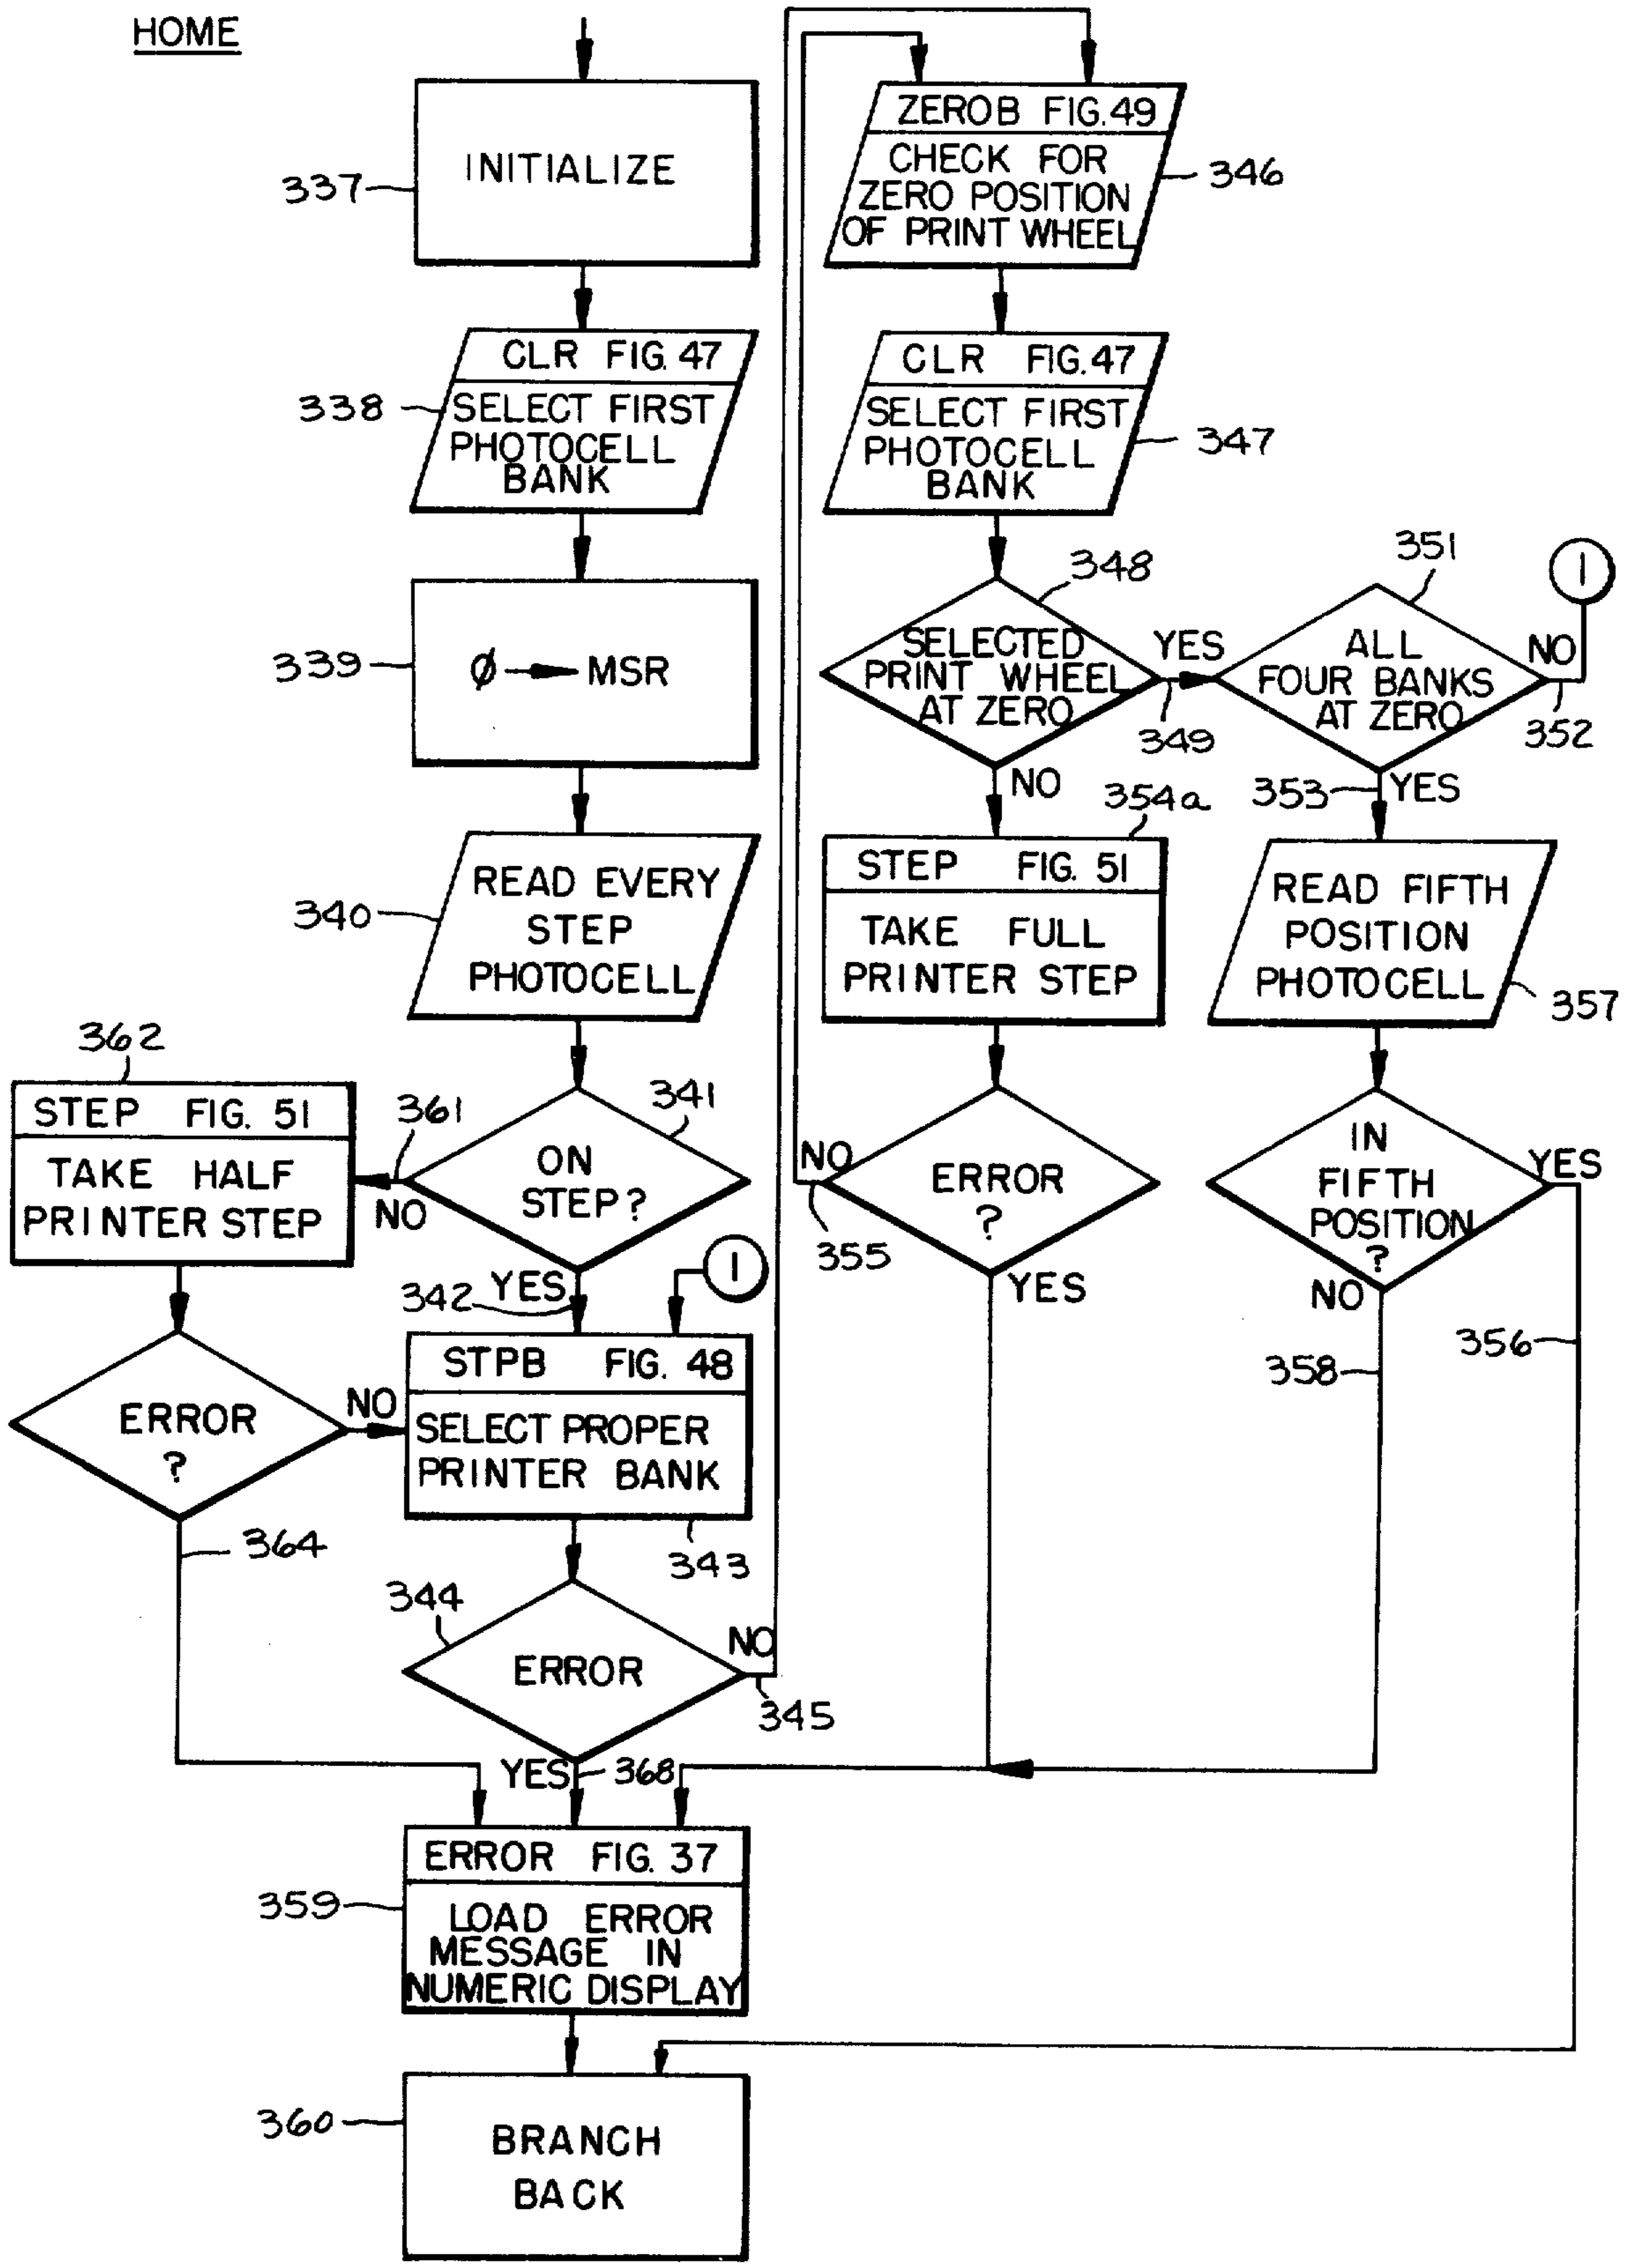 HOME
INITIALIZE
337
CLR FIG. 47
SELECT FIRST
PHOTOCELL
BANK
338
Ø → MSR
339
READ EVERY
STEP
PHOTOCELL
340
ON
STEP?
341
361
NO
362
STEP FIG. 51
TAKE HALF
PRINTER STEP
ERROR
?
NO
364
YES
342
1
STPB FIG. 48
SELECT PROPER
PRINTER BANK
343
344
ERROR
NO
345
YES
368
ERROR FIG. 37
LOAD ERROR
MESSAGE IN
NUMERIC DISPLAY
359
BRANCH
BACK
360
ZEROB FIG. 49
CHECK FOR
ZERO POSITION
OF PRINT WHEEL
346
CLR FIG. 47
SELECT FIRST
PHOTOCELL
BANK
347
348
SELECTED
PRINT WHEEL
AT ZERO
YES
349
NO
354a
STEP FIG. 51
TAKE FULL
PRINTER STEP
ERROR
?
NO
355
YES
351
ALL
FOUR BANKS
AT ZERO
NO
352
1
353
YES
READ FIFTH
POSITION
PHOTOCELL
357
IN
FIFTH
POSITION
?
YES
356
NO
358